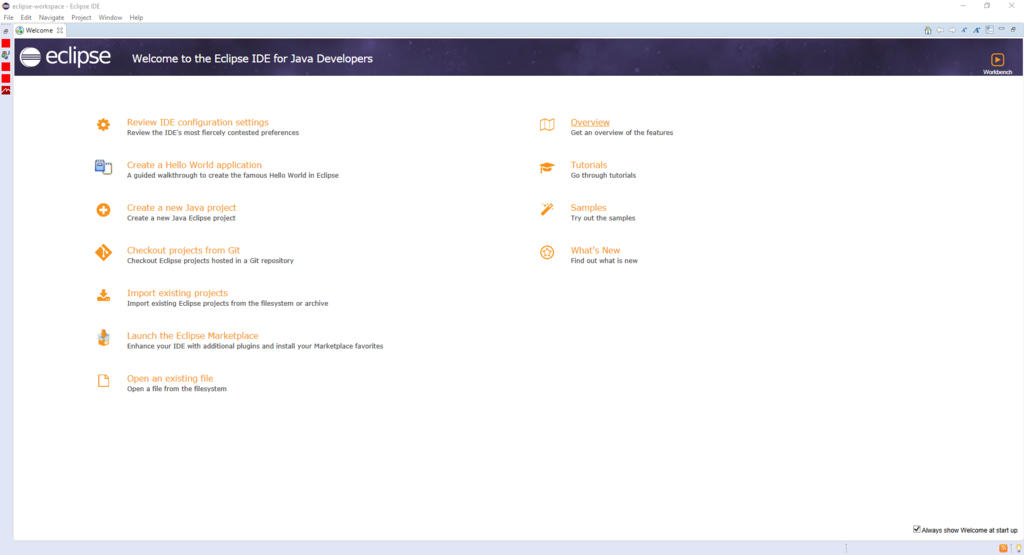 eclipse-workspace - Eclipse IDE
File Edit Navigate Project Window Help
Welcome
eclipse Welcome to the Eclipse IDE for Java Developers
Workbench
Review IDE configuration settings
Review the IDE's most fiercely contested preferences
Create a Hello World application
A guided walkthrough to create the famous Hello World in Eclipse
Create a new Java project
Create a new Java Eclipse project
Checkout projects from Git
Checkout Eclipse projects hosted in a Git repository
Import existing projects
Import existing Eclipse projects from the filesystem or archive
Launch the Eclipse Marketplace
Enhance your IDE with additional plugins and install your Marketplace favorites
Open an existing file
Open a file from the filesystem
Overview
Get an overview of the features
Tutorials
Go through tutorials
Samples
Try out the samples
What's New
Find out what is new
Always show Welcome at start up